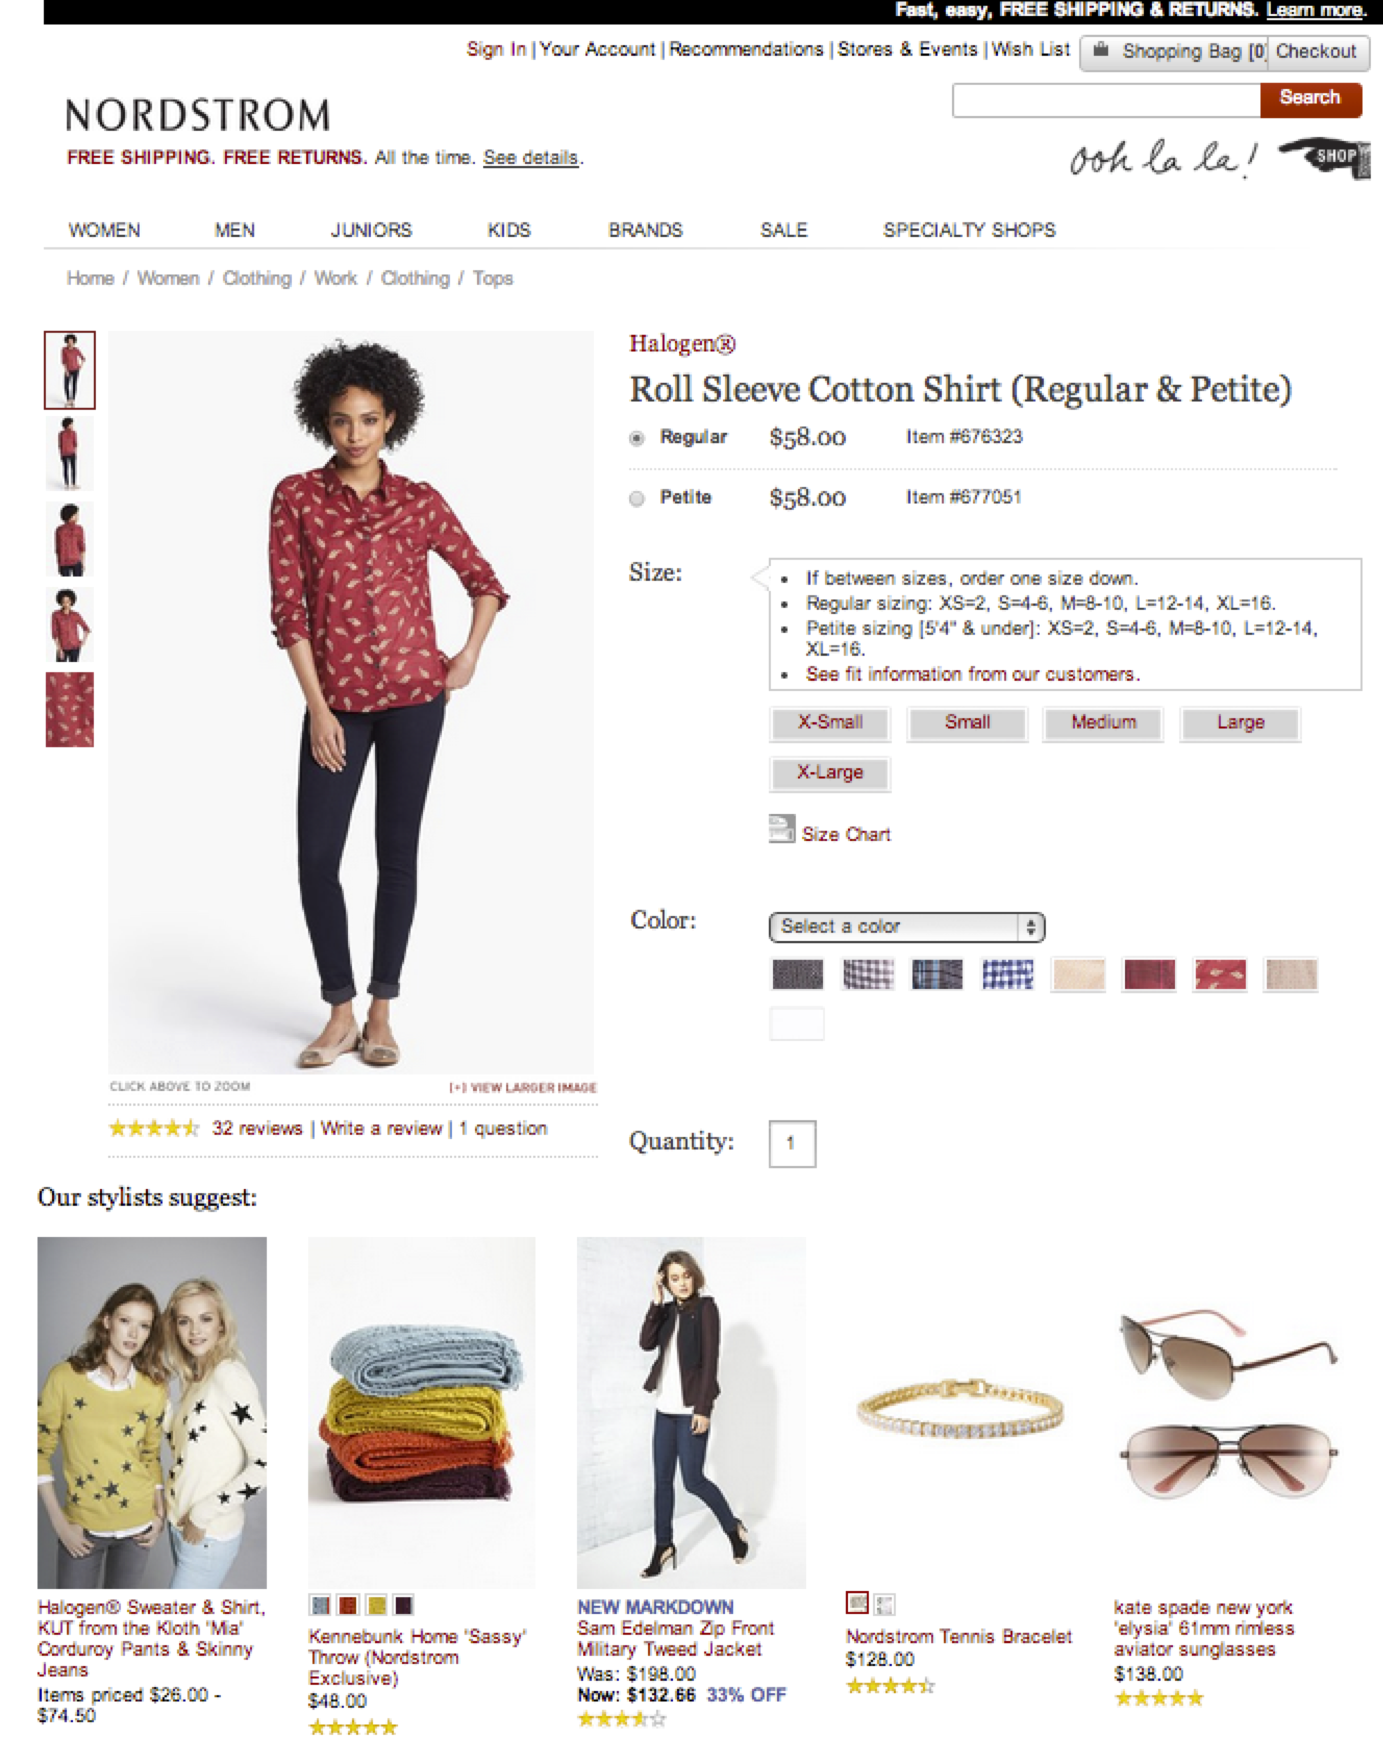 Fast, easy, FREE SHIPPING & RETURNS. Learn more.
Sign In | Your Account | Recommendations | Stores & Events | Wish List
Shopping Bag [0] Checkout
Search
NORDSTROM
FREE SHIPPING. FREE RETURNS. All the time. See details.
ooh la la! SHOP
WOMEN MEN JUNIORS KIDS BRANDS SALE SPECIALTY SHOPS
Home / Women / Clothing / Work / Clothing / Tops
Halogen®
Roll Sleeve Cotton Shirt (Regular & Petite)
Regular $58.00 Item #676323
Petite $58.00 Item #677051
Size:
• If between sizes, order one size down.
• Regular sizing: XS=2, S=4-6, M=8-10, L=12-14, XL=16.
• Petite sizing [5'4" & under]: XS=2, S=4-6, M=8-10, L=12-14,
XL=16.
• See fit information from our customers.
X-Small Small Medium Large
X-Large
Size Chart
Color:
Select a color
CLICK ABOVE TO ZOOM
[+] VIEW LARGER IMAGE
32 reviews | Write a review | 1 question
Quantity: 1
Our stylists suggest:
Halogen® Sweater & Shirt,
KUT from the Kloth 'Mia'
Corduroy Pants & Skinny
Jeans
Items priced $26.00 -
$74.50
Kennebunk Home 'Sassy'
Throw (Nordstrom
Exclusive)
$48.00
NEW MARKDOWN
Sam Edelman Zip Front
Military Tweed Jacket
Was: $198.00
Now: $132.66 33% OFF
Nordstrom Tennis Bracelet
$128.00
kate spade new york
'elysia' 61mm rimless
aviator sunglasses
$138.00